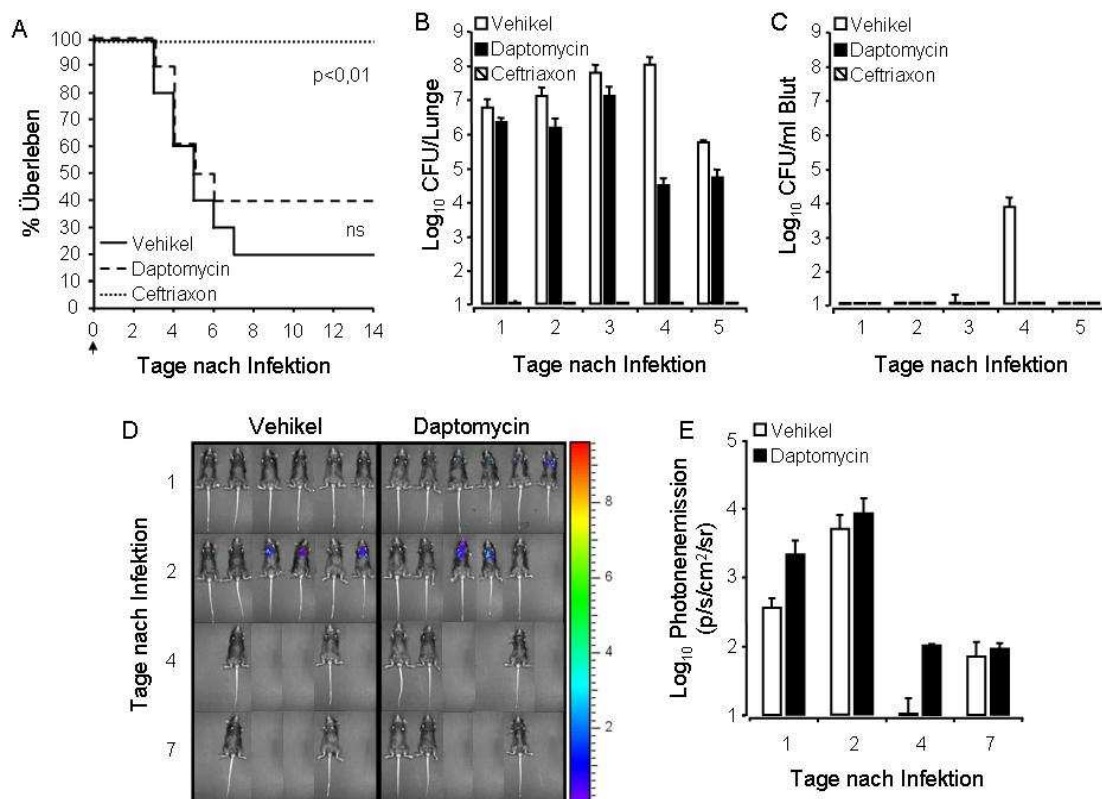 A
100
90
80
70
60
50
40
30
20
10
0
% Überleben
p<0,01
ns
Vehikel
Daptomycin
Ceftriaxon
0 2 4 6 8 10 12 14
Tage nach Infektion
B
Vehikel
Daptomycin
Ceftriaxon
9
8
7
6
5
4
3
2
1
Log10 CFU/Lunge
1 2 3 4 5
Tage nach Infektion
C
Vehikel
Daptomycin
Ceftriaxon
9
8
7
6
5
4
3
2
1
Log10 CFU/ml Blut
1 2 3 4 5
Tage nach Infektion
D
Vehikel Daptomycin
Tage nach Infektion
1
2
4
7
8
6
4
2
E
Vehikel
Daptomycin
5
4
3
2
1
Log10 Photonenemission
(p/s/cm²/sr)
1 2 4 7
Tage nach Infektion